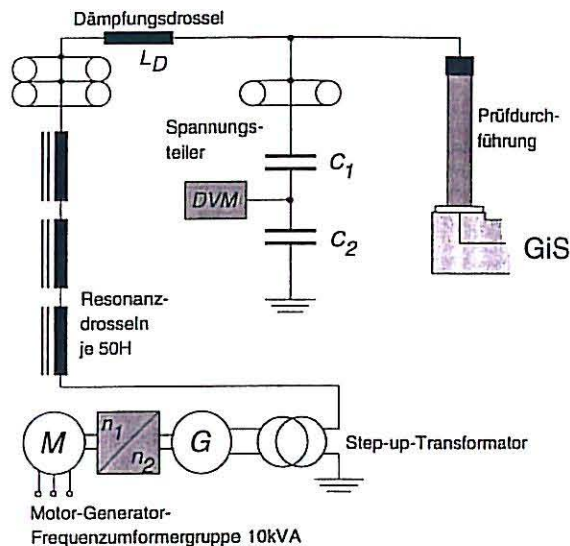 Dämpfungsdrossel
L_D
Spannungs-
teiler
C_1
Prüfdurch-
führung
DVM
C_2
GiS
Resonanz-
drosseln
je 50H
M
n_1
n_2
G
Step-up-Transformator
Motor-Generator-
Frequenzumformergruppe 10kVA